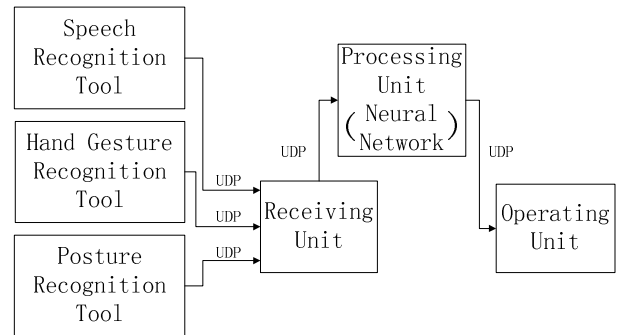 Speech
Recognition
Tool
Hand Gesture
Recognition
Tool
Posture
Recognition
Tool
UDP
UDP
UDP
Receiving
Unit
UDP
Processing
Unit
(Neural
Network)
UDP
Operating
Unit